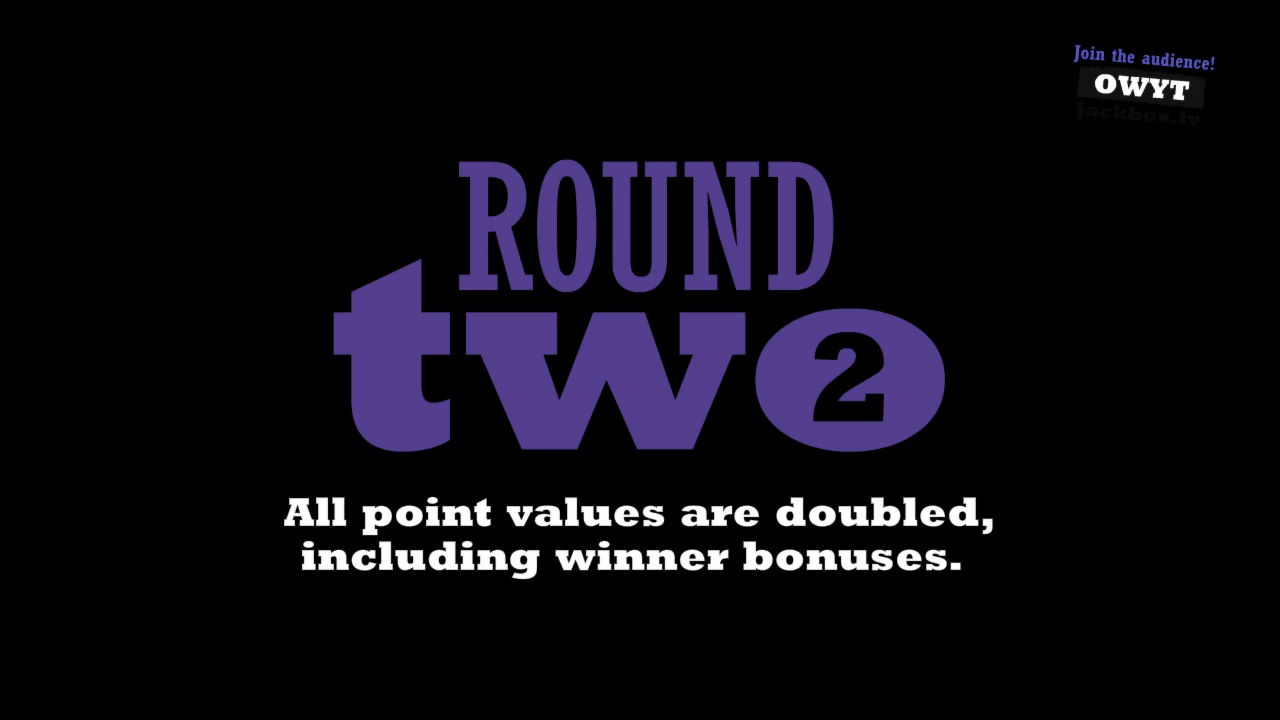 Join the audience!
OWYT
jackbox.tv
ROUND
two
2
All point values are doubled,
including winner bonuses.